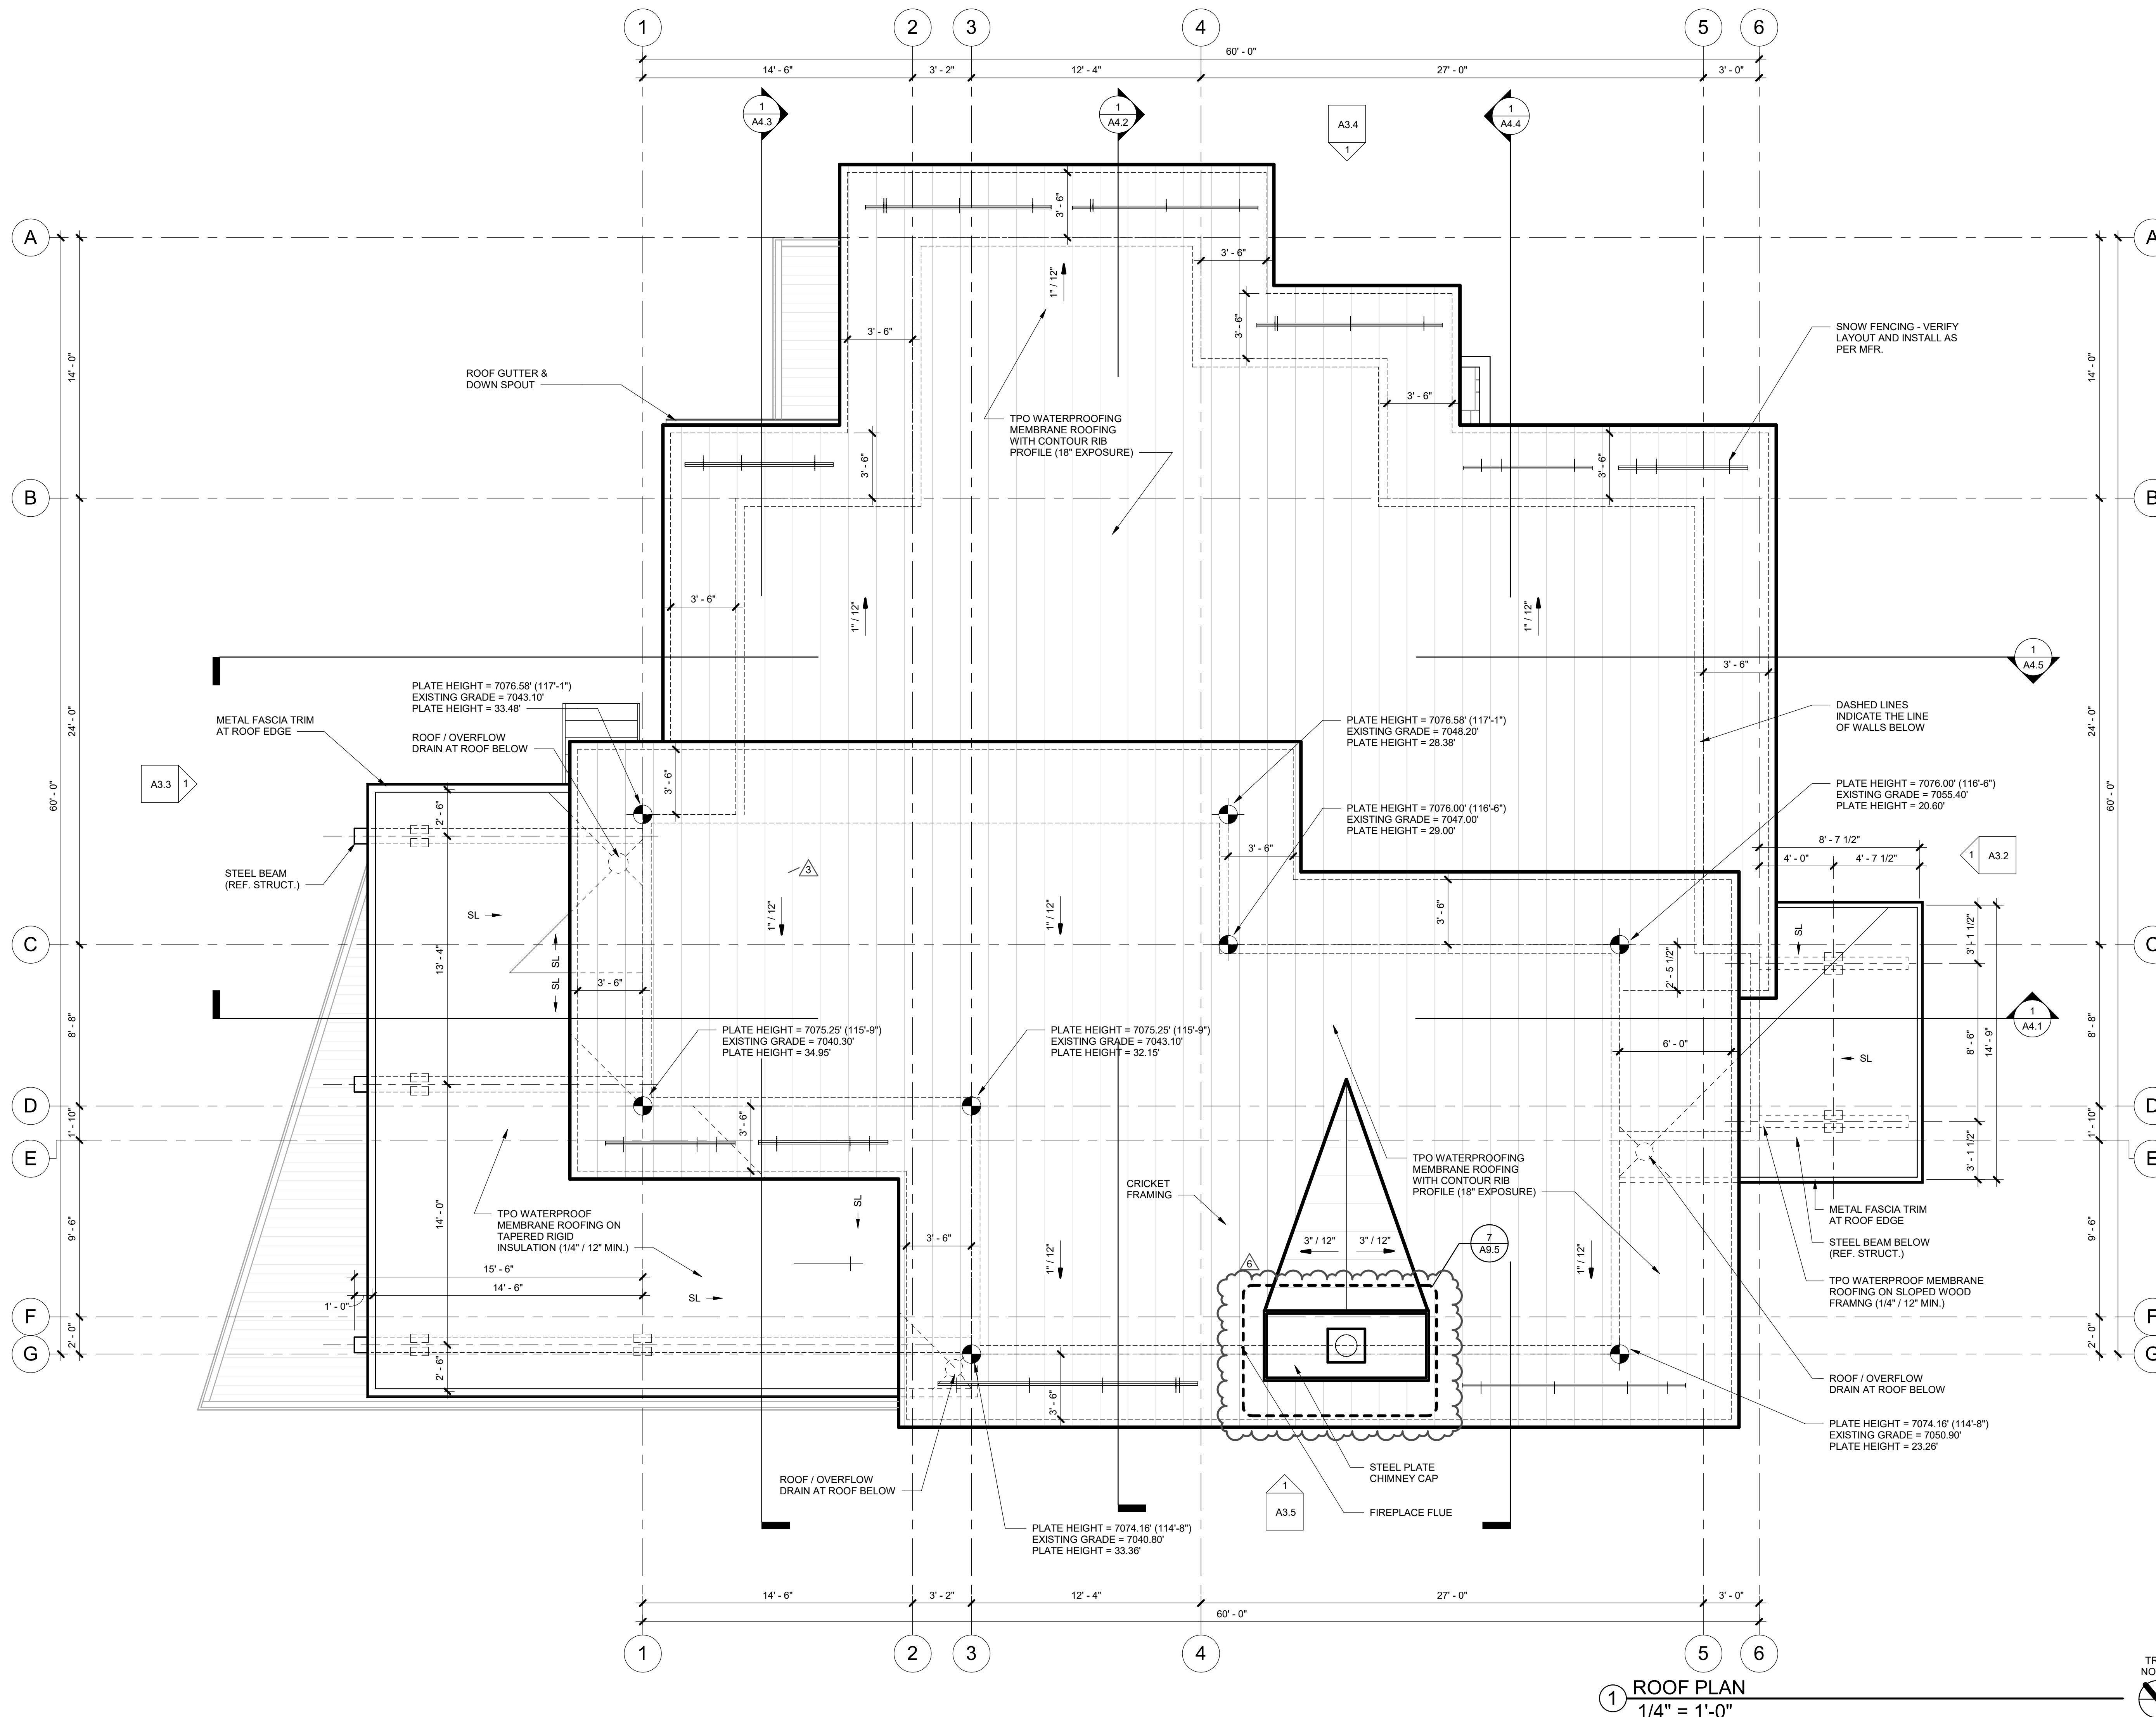 1 2 3 4 5 6
60' - 0"
14' - 6" 3' - 2" 12' - 4" 27' - 0" 3' - 0"
1
A4.3
1
A4.2
A3.4
1
1
A4.4
A A
3' - 6"
3' - 6"
1" / 12"
3' - 6"
3' - 6"
SNOW FENCING - VERIFY
LAYOUT AND INSTALL AS
PER MFR.
14' - 0" 14' - 0"
ROOF GUTTER &
DOWN SPOUT
3' - 6"
TPO WATERPROOFING
MEMBRANE ROOFING
WITH CONTOUR RIB
PROFILE (18" EXPOSURE)
3' - 6"
3' - 6"
B B
3' - 6"
1" / 12"
1" / 12"
1
A4.5
3' - 6"
PLATE HEIGHT = 7076.58' (117'-1")
EXISTING GRADE = 7043.10'
PLATE HEIGHT = 33.48'
METAL FASCIA TRIM
AT ROOF EDGE
ROOF / OVERFLOW
DRAIN AT ROOF BELOW
24' - 0"
PLATE HEIGHT = 7076.58' (117'-1")
EXISTING GRADE = 7048.20'
PLATE HEIGHT = 28.38'
DASHED LINES
INDICATE THE LINE
OF WALLS BELOW
24' - 0"
A3.3 1
60' - 0"
3' - 6"
2' - 6"
PLATE HEIGHT = 7076.00' (116'-6")
EXISTING GRADE = 7047.00'
PLATE HEIGHT = 29.00'
PLATE HEIGHT = 7076.00' (116'-6")
EXISTING GRADE = 7055.40'
PLATE HEIGHT = 20.60'
60' - 0"
8' - 7 1/2"
4' - 0" 4' - 7 1/2"
1 A3.2
STEEL BEAM
(REF. STRUCT.)
3
3' - 6"
SL
1" / 12"
1" / 12"
3' - 6"
SL
3' - 1 1/2"
C C
13' - 4"
SL
SL
3' - 6"
2' - 5 1/2"
8' - 8"
PLATE HEIGHT = 7075.25' (115'-9")
EXISTING GRADE = 7040.30'
PLATE HEIGHT = 34.95'
PLATE HEIGHT = 7075.25' (115'-9")
EXISTING GRADE = 7043.10'
PLATE HEIGHT = 32.15'
6' - 0"
SL
8' - 6"
14' - 9"
1
A4.1
8' - 8"
D D
1' - 10"
3' - 6"
1' - 10"
E E
3' - 1 1/2"
TPO WATERPROOFING
MEMBRANE ROOFING
WITH CONTOUR RIB
PROFILE (18" EXPOSURE)
CRICKET
FRAMING
SL
14' - 0"
9' - 6"
TPO WATERPROOF
MEMBRANE ROOFING ON
TAPERED RIGID
INSULATION (1/4" / 12" MIN.)
METAL FASCIA TRIM
AT ROOF EDGE
9' - 6"
3' - 6"
1" / 12"
3" / 12" 3" / 12"
7
A9.5
1" / 12"
STEEL BEAM BELOW
(REF. STRUCT.)
6
15' - 6"
14' - 6"
1' - 0"
SL
TPO WATERPROOF MEMBRANE
ROOFING ON SLOPED WOOD
FRAMNG (1/4" / 12" MIN.)
F F
2' - 0" 2' - 0"
G G
2' - 6"
3' - 6"
ROOF / OVERFLOW
DRAIN AT ROOF BELOW
PLATE HEIGHT = 7074.16' (114'-8")
EXISTING GRADE = 7050.90'
PLATE HEIGHT = 23.26'
ROOF / OVERFLOW
DRAIN AT ROOF BELOW
STEEL PLATE
CHIMNEY CAP
1
A3.5
FIREPLACE FLUE
PLATE HEIGHT = 7074.16' (114'-8")
EXISTING GRADE = 7040.80'
PLATE HEIGHT = 33.36'
14' - 6" 3' - 2" 12' - 4" 27' - 0" 3' - 0"
60' - 0"
1 2 3 4 5 6
1 ROOF PLAN
1/4" = 1'-0"